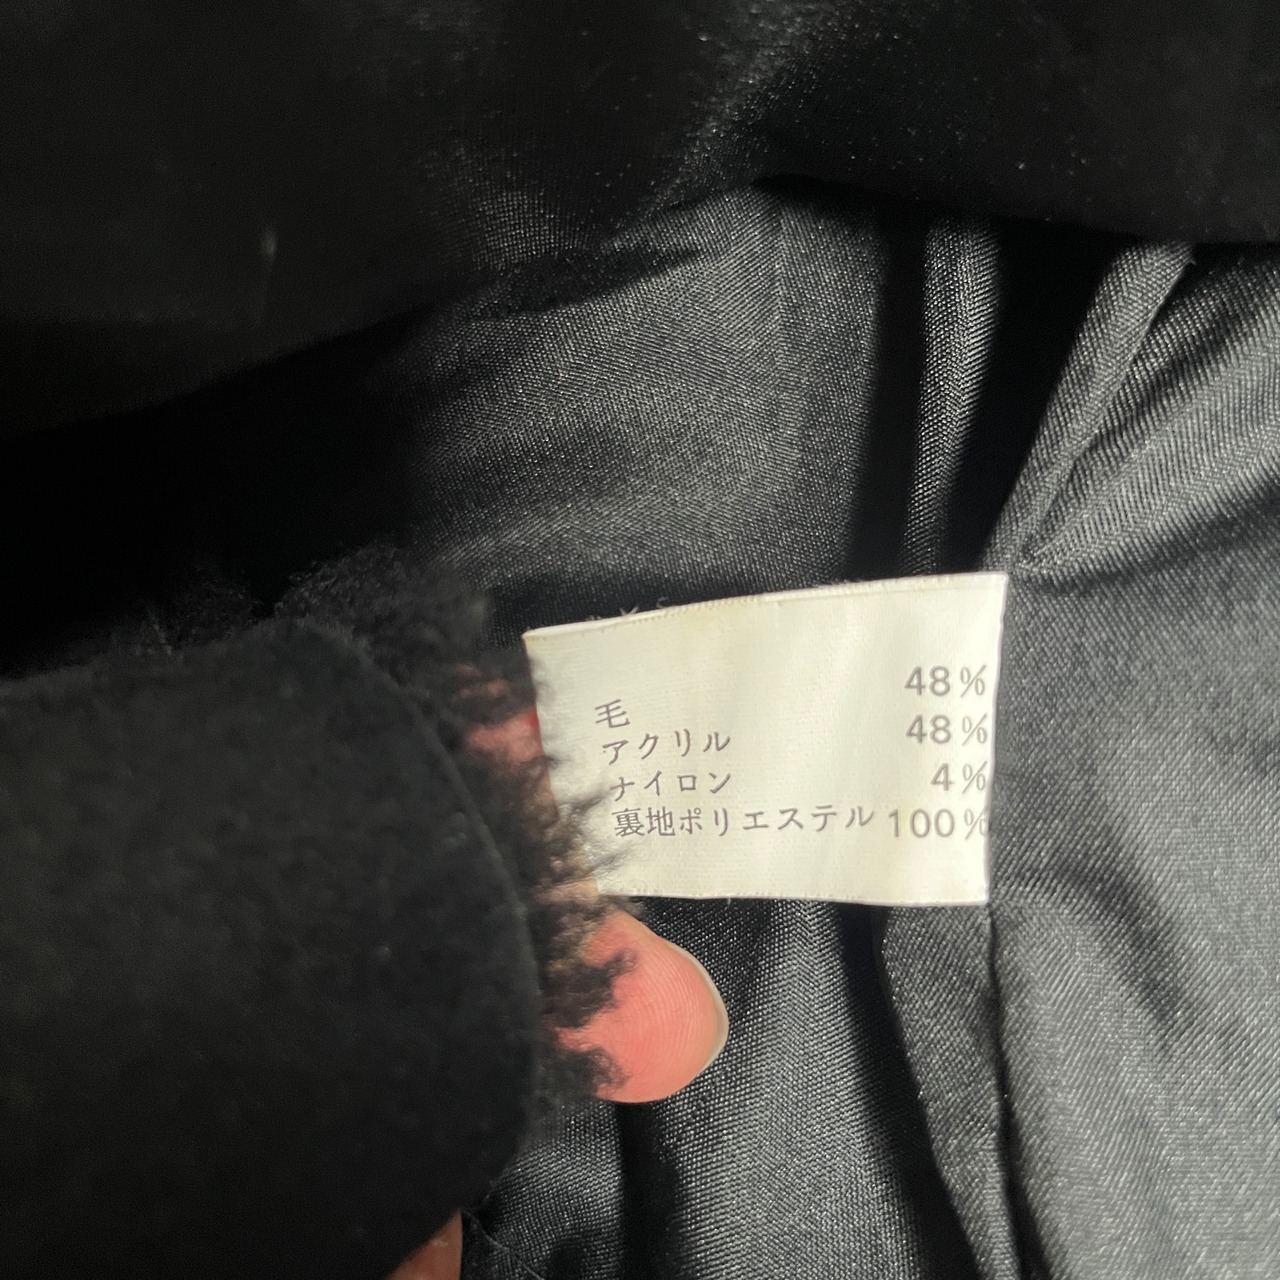 毛 48%
アクリル 48%
ナイロン 4%
裏地ポリエステル 100%